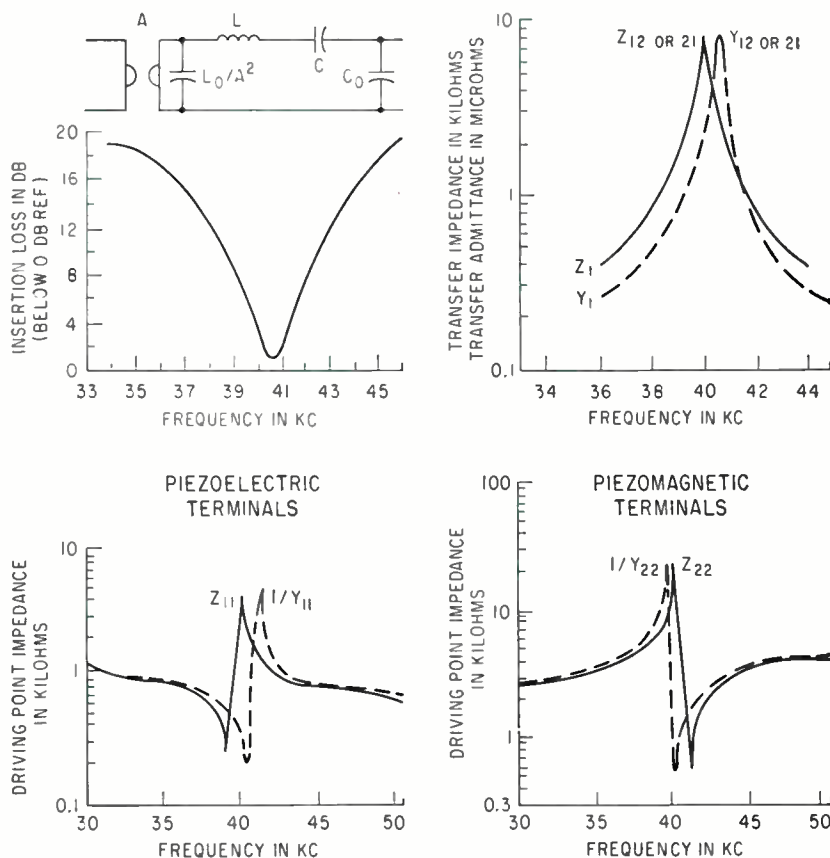 A
L
L₀/A²
C
C₀
INSERTION LOSS IN DB
(BELOW 0 DB REF)
20
16
12
8
4
0
33 35 37 39 41 43 45
FREQUENCY IN KC
TRANSFER IMPEDANCE IN KILOHMS
TRANSFER ADMITTANCE IN MICROHMS
10
1
0.1
Z₁₂ OR 21
Y₁₂ OR 21
Z₁
Y₁
34 36 38 40 42 44
FREQUENCY IN KC
PIEZOELECTRIC
TERMINALS
DRIVING POINT IMPEDANCE
IN KILOHMS
10
1
0.1
Z₁₁
1/Y₁₁
30 35 40 45 50
FREQUENCY IN KC
PIEZOMAGNETIC
TERMINALS
DRIVING POINT IMPEDANCE
IN KILOHMS
100
10
1
0.3
1/Y₂₂
Z₂₂
30 35 40 45 50
FREQUENCY IN KC